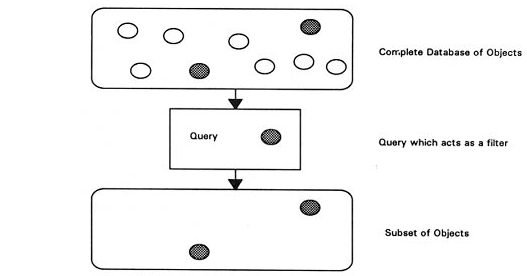 Complete Database of Objects
Query
Query which acts as a filter
Subset of Objects